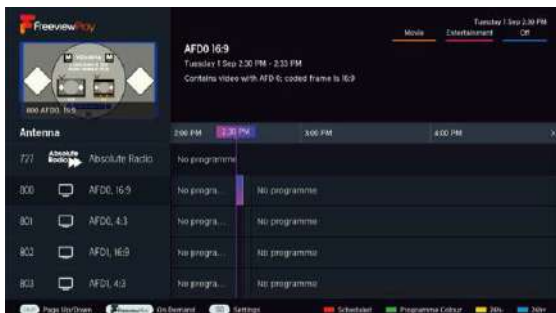 Freeview Play
Tuesday 1 Sep 2:30 PM
Movie Entertainment Off
AFD0 16:9
Tuesday 1 Sep 2:30 PM - 2:33 PM
Contains video with AFD 0; coded frame is 16:9
800 AFD0, 16:9
Antenna
2:00 PM 2:30 PM 3:00 PM 4:00 PM
727 Absolute Radio Absolute Radio No programme
800 AFD0, 16:9 No progra... No programme
801 AFD0, 4:3 No progra... No programme
802 AFD1, 16:9 No progra... No programme
803 AFD1, 4:3 No progra... No programme
Page Up/Down FreeviewPlay On Demand Settings Scheduled Programme Colour 24h- 24h+